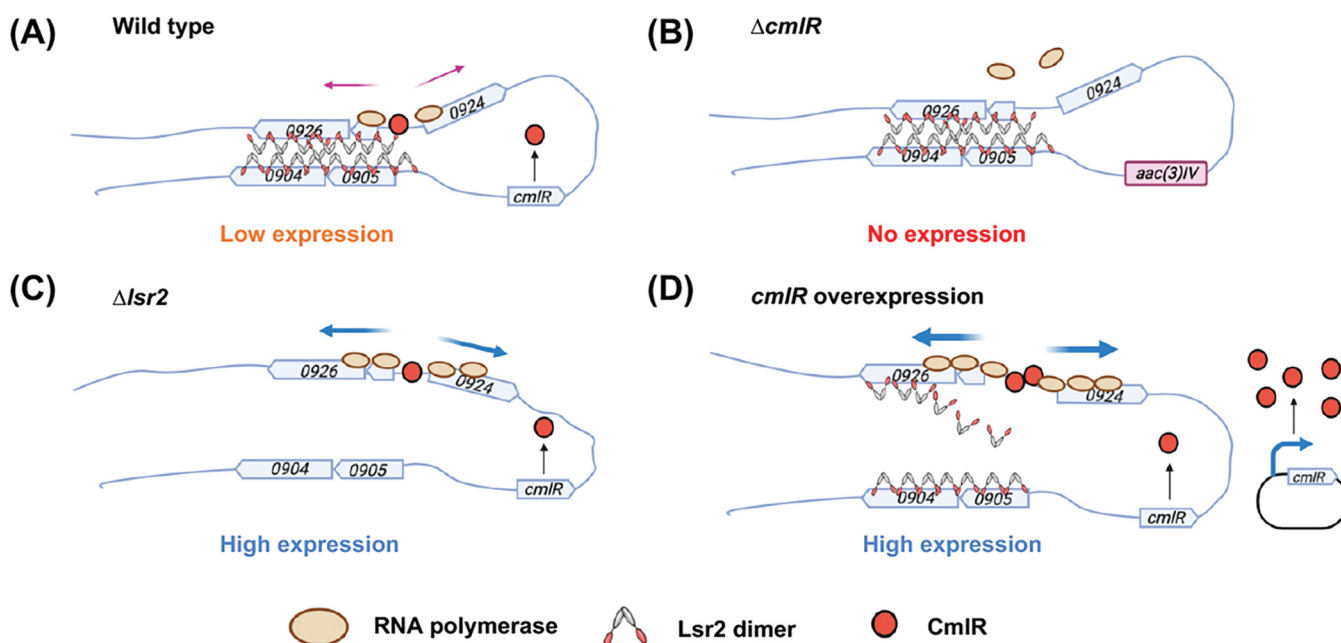 (A) Wild type
0926
0924
0904 0905
cmlR
Low expression
(B) ΔcmlR
0926
0924
0904 0905
aac(3)IV
No expression
(C) Δlsr2
0926
0924
0904 0905
cmlR
High expression
(D) cmlR overexpression
0926
0924
0904 0905
cmlR
cmlR
High expression
RNA polymerase
Lsr2 dimer
CmlR